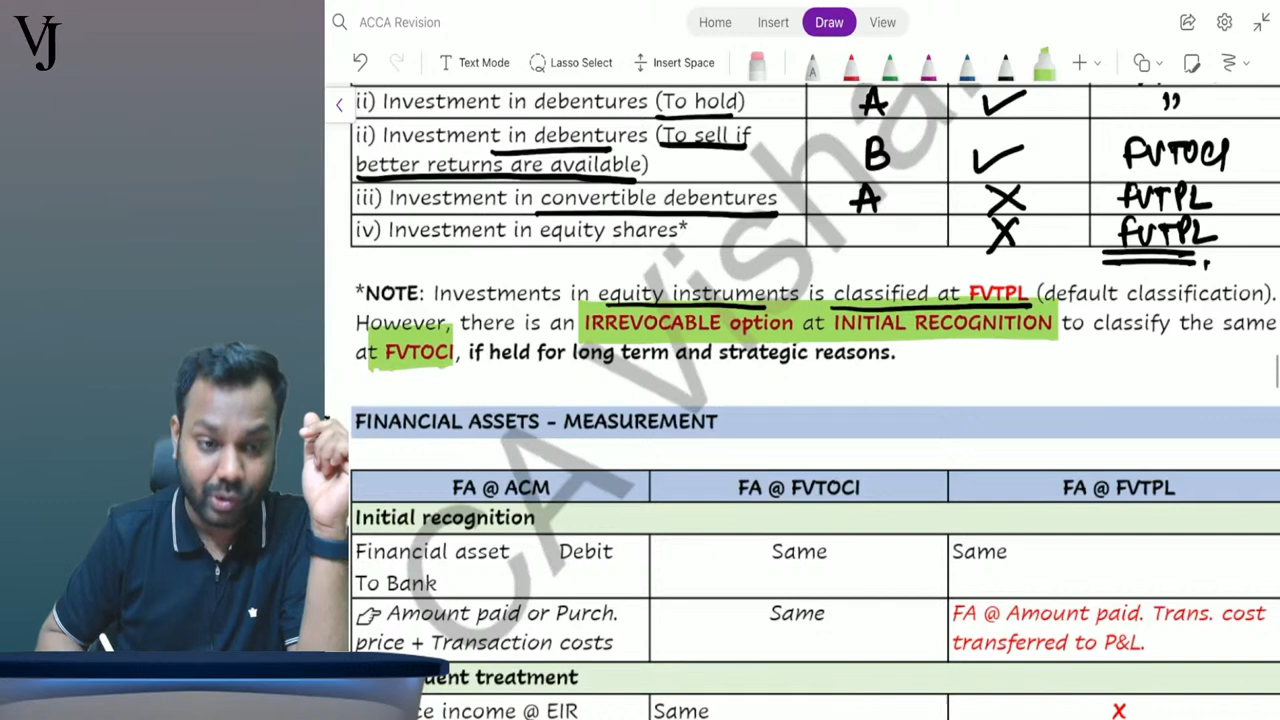 VJ
ACCA Revision
Home Insert Draw View
Text Mode Lasso Select Insert Space
ii) Investment in debentures (To hold) A ✓ ,,
ii) Investment in debentures (To sell if
better returns are available) B ✓ FVTOCI
iii) Investment in convertible debentures A X FVTPL
iv) Investment in equity shares* X FVTPL
*NOTE: Investments in equity instruments is classified at FVTPL (default classification).
However, there is an IRREVOCABLE option at INITIAL RECOGNITION to classify the same
at FVTOCI, if held for long term and strategic reasons.
FINANCIAL ASSETS - MEASUREMENT
FA @ ACM FA @ FVTOCI FA @ FVTPL
Initial recognition
Financial asset Debit Same Same
To Bank
☞ Amount paid or Purch. Same FA @ Amount paid. Trans. cost
price + Transaction costs transferred to P&L.
treatment
income @ EIR Same X
CA Visha